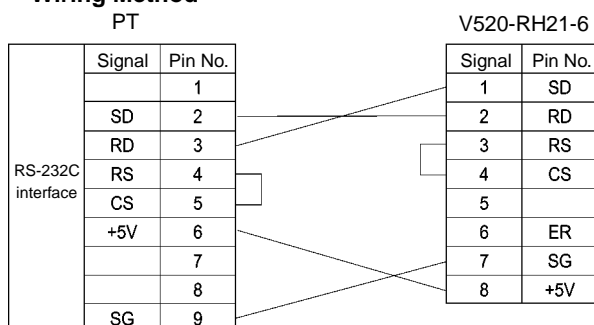 Wiring Method
PT
V520-RH21-6
Signal Pin No.
1
SD 2
RD 3
RS-232C interface
RS 4
CS 5
+5V 6
7
8
SG 9
Signal Pin No.
1 SD
2 RD
3 RS
4 CS
5
6 ER
7 SG
8 +5V